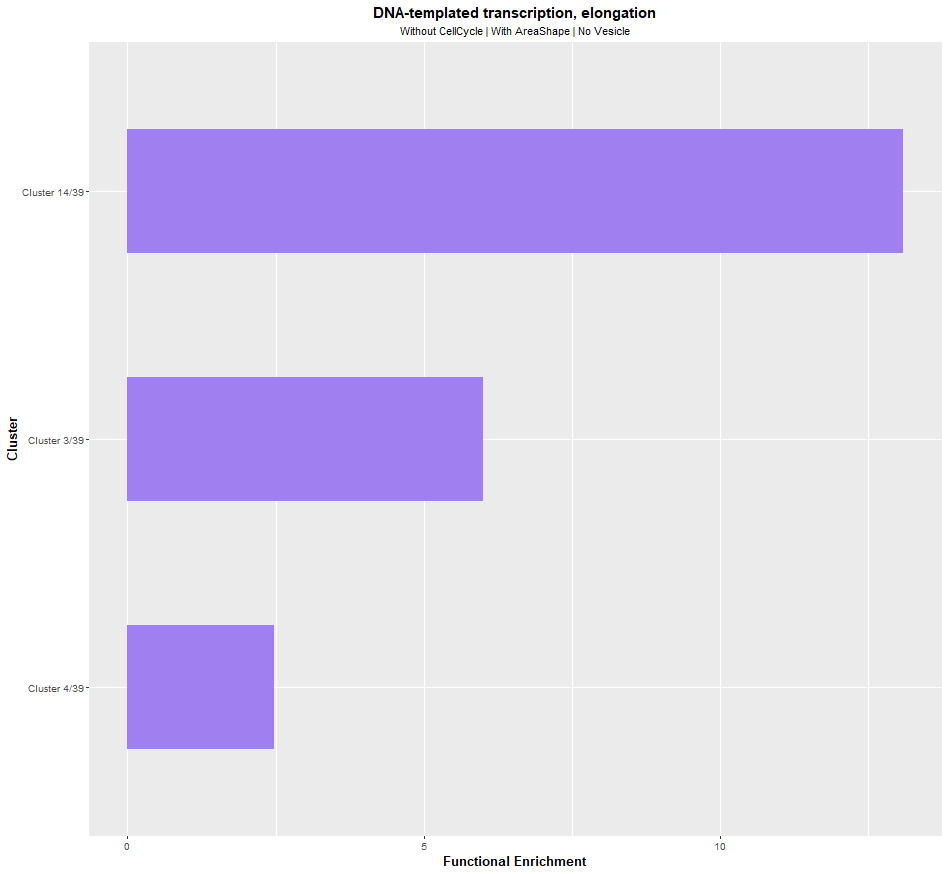 DNA-templated transcription, elongation
Without CellCycle | With AreaShape | No Vesicle
Cluster
Cluster 14/39
Cluster 3/39
Cluster 4/39
0 5 10
Functional Enrichment